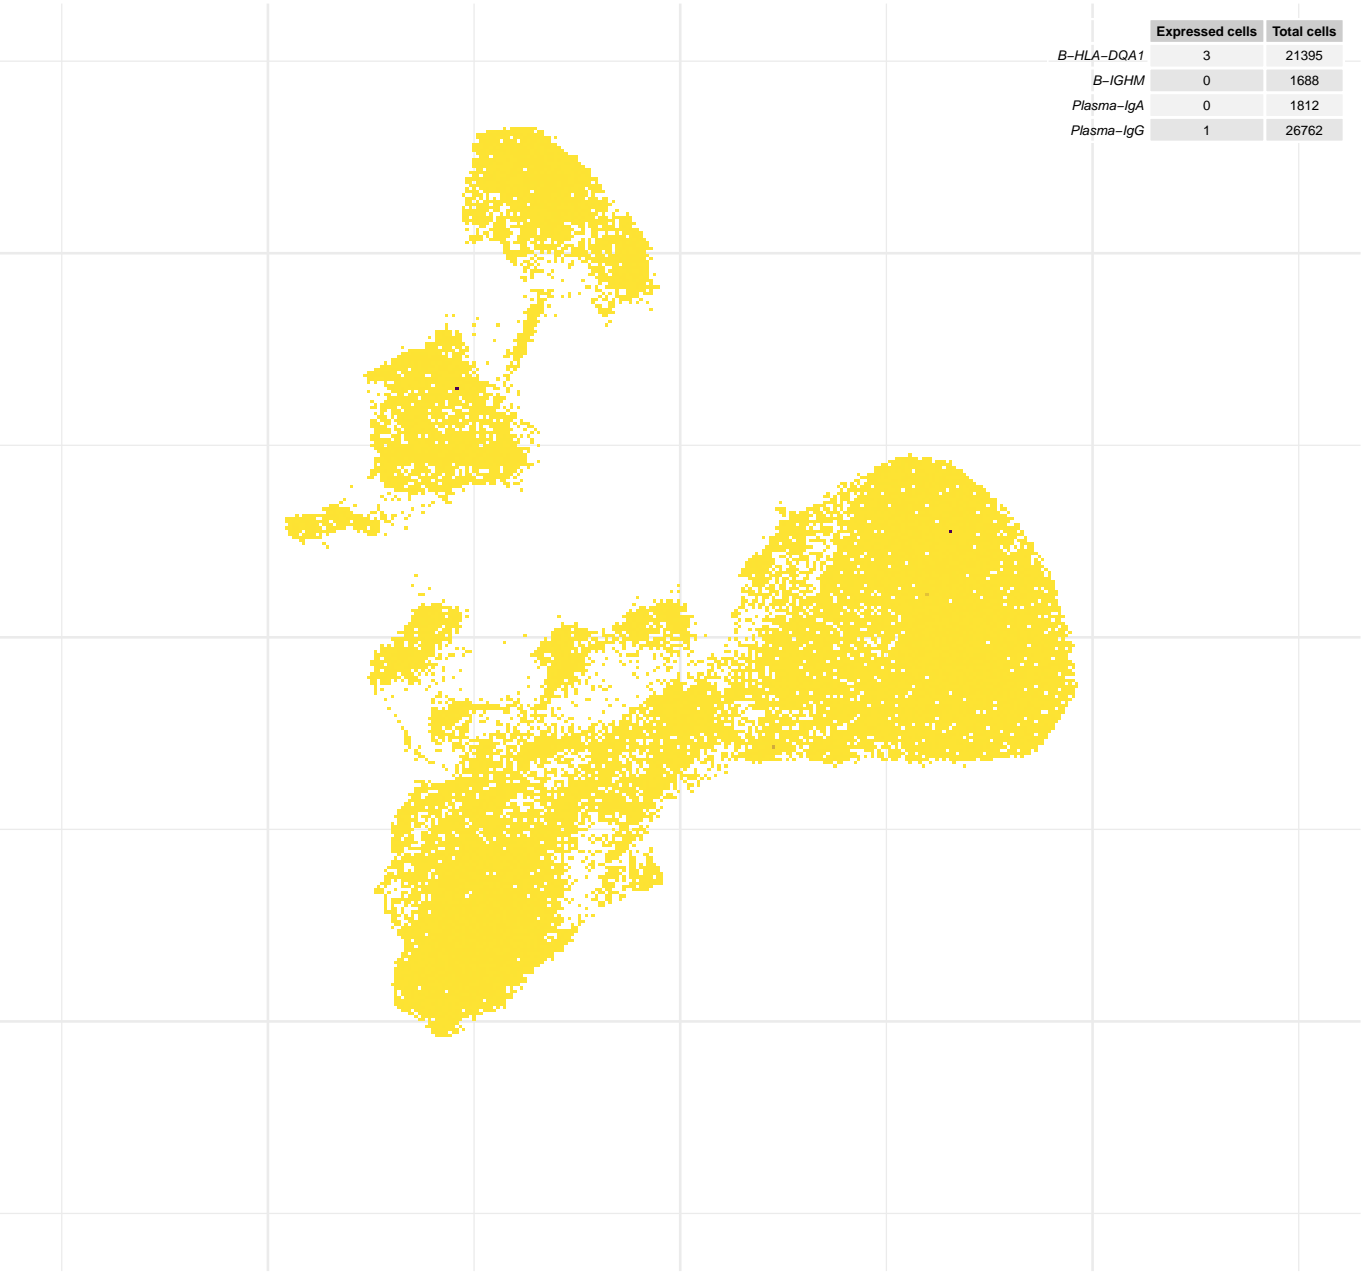 Expressed cells Total cells
B−HLA−DQA1 3 21395
B−IGHM 0 1688
Plasma−IgA 0 1812
Plasma−IgG 1 26762